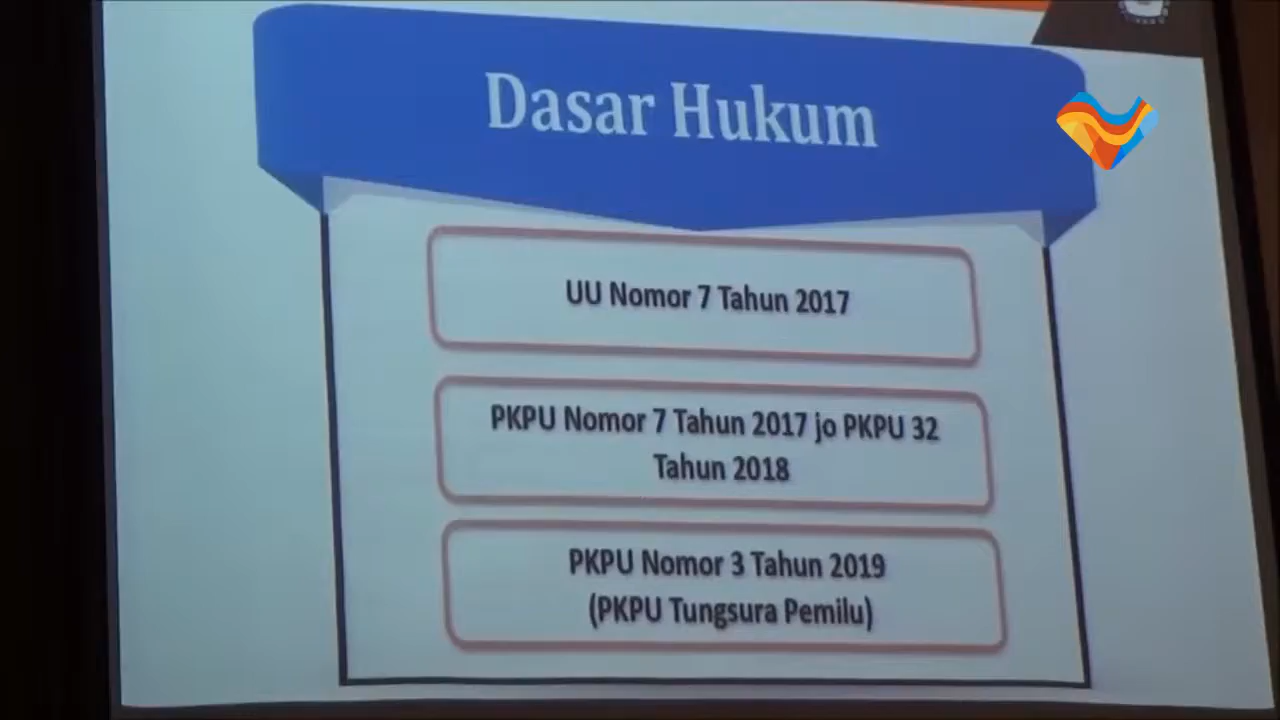 Dasar Hukum
UU Nomor 7 Tahun 2017
PKPU Nomor 7 Tahun 2017 jo PKPU 32
Tahun 2018
PKPU Nomor 3 Tahun 2019
(PKPU Tungsura Pemilu)